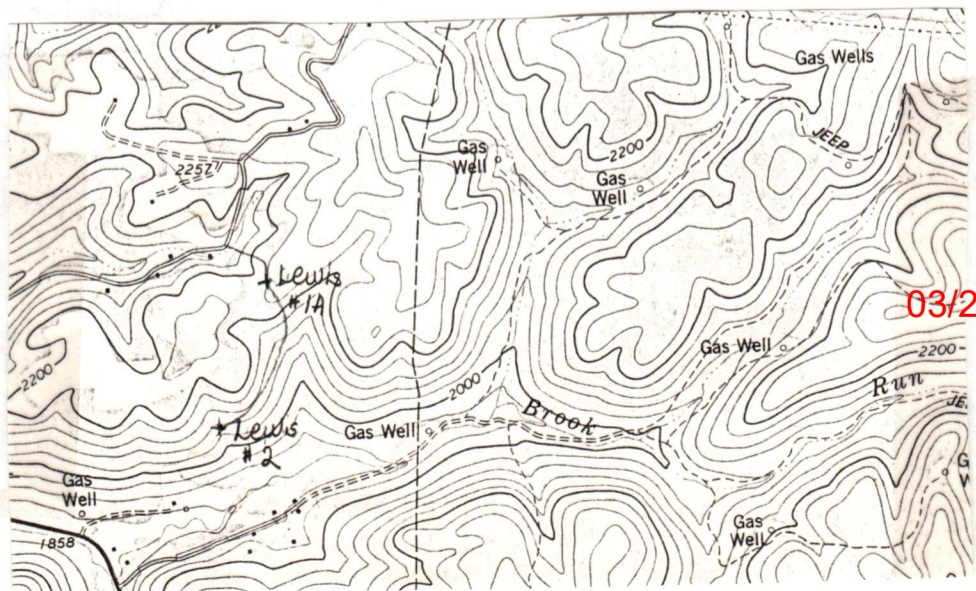 Gas Wells
JEEP
2200
Gas
Well
Gas
Well
2257
Lewis
#1A
03/2
2200
Gas Well
2200
2000
Run
Brook
Lewis
#2
Gas Well
Gas
Well
Gas
Well
1858